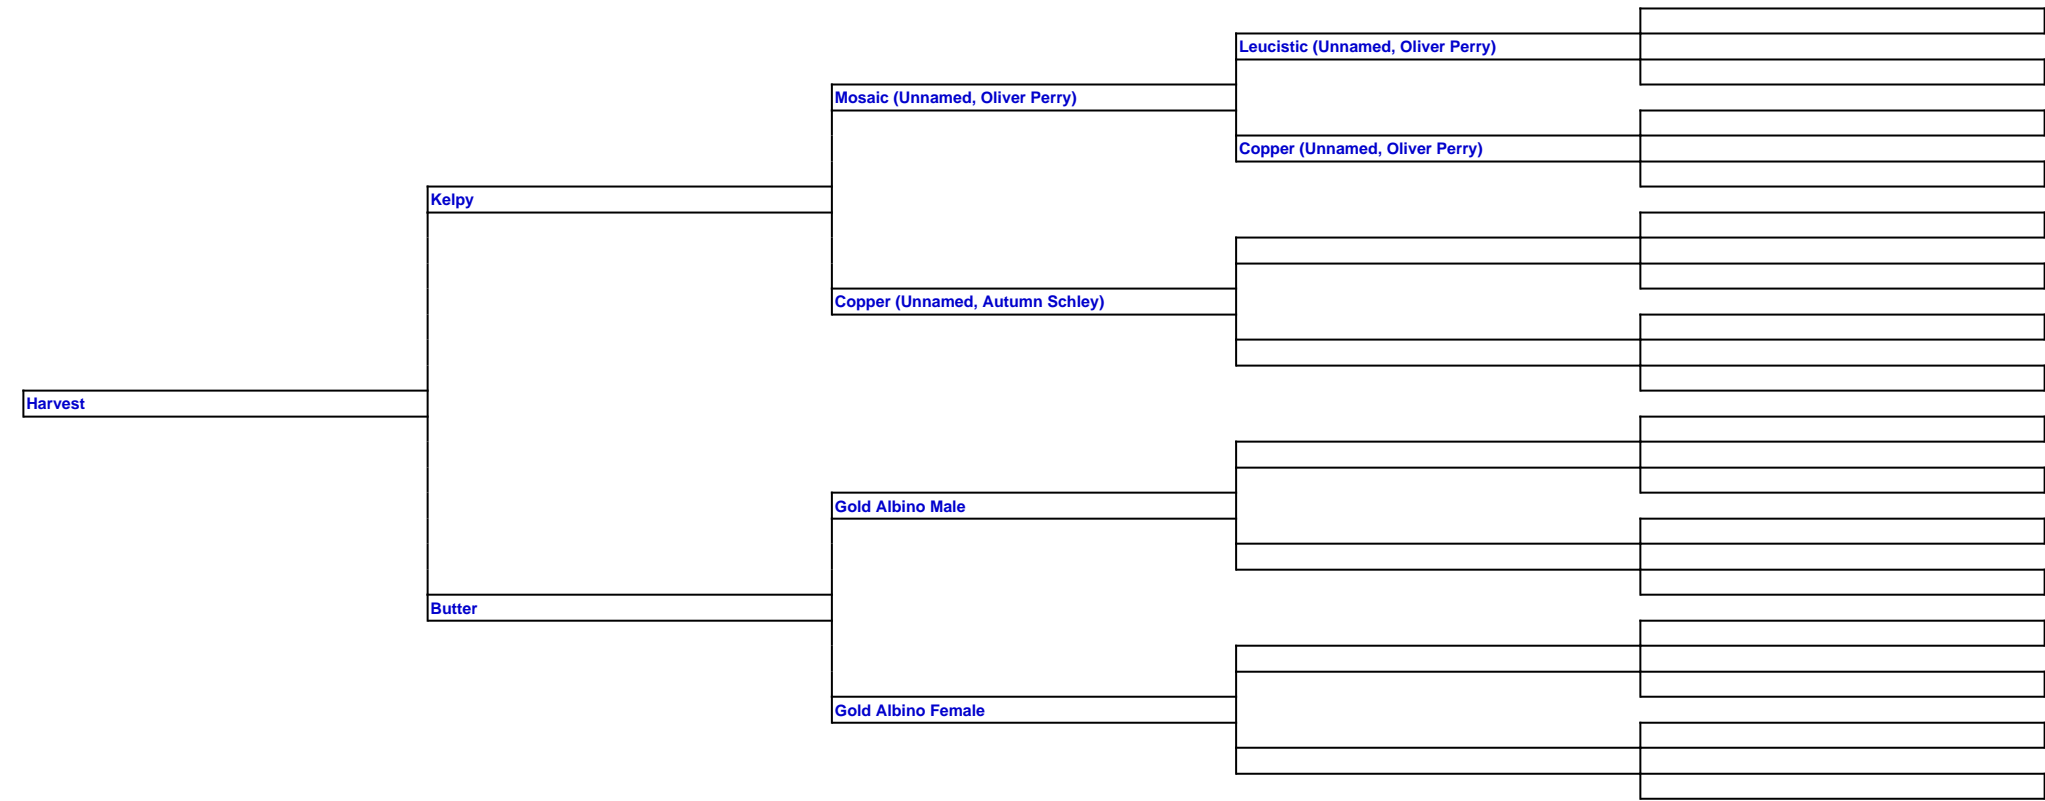 Leucistic (Unnamed, Oliver Perry)
Mosaic (Unnamed, Oliver Perry)
Copper (Unnamed, Oliver Perry)
Kelpy
Copper (Unnamed, Autumn Schley)
Harvest
Gold Albino Male
Butter
Gold Albino Female